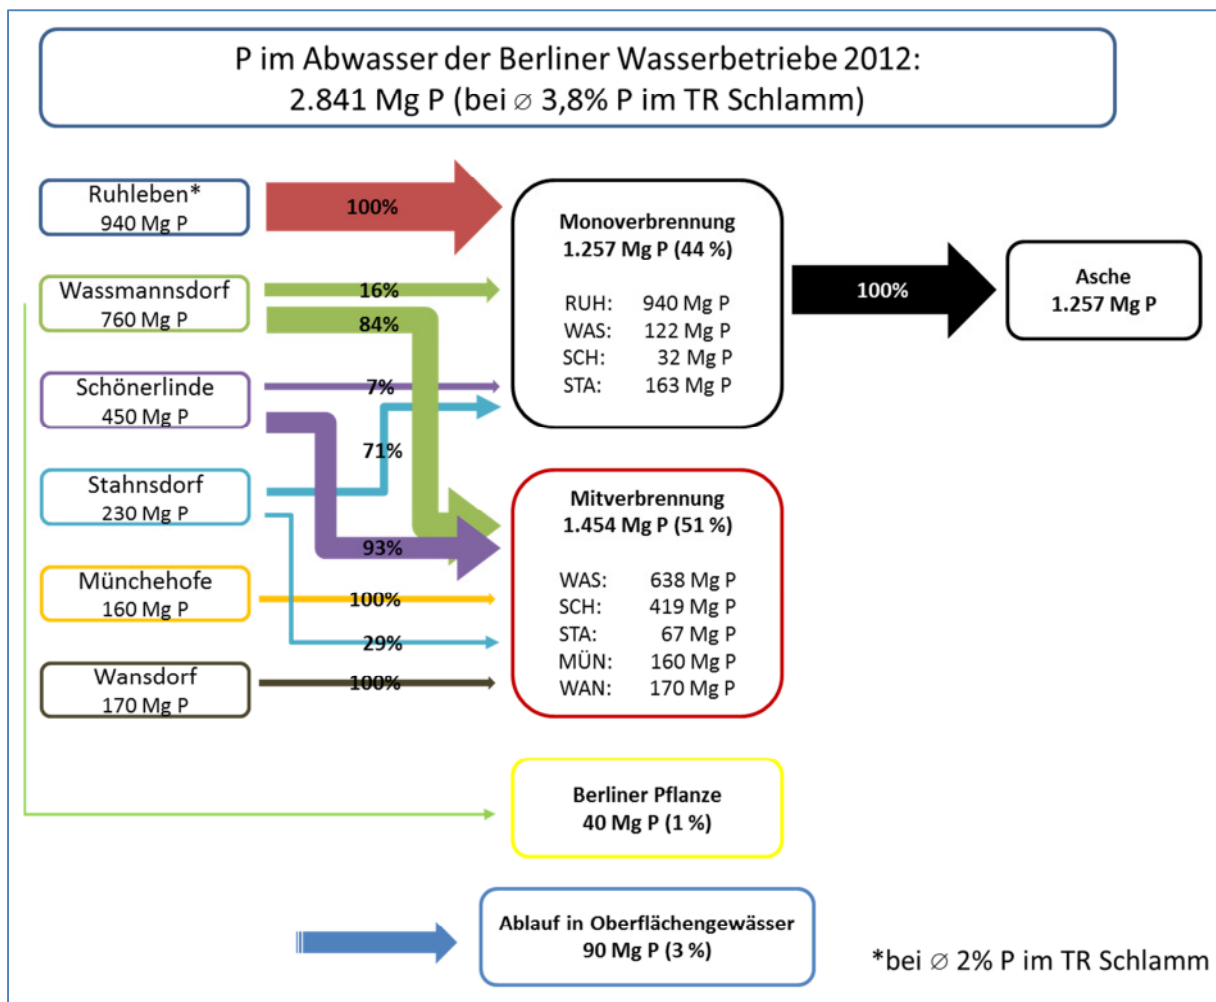 P im Abwasser der Berliner Wasserbetriebe 2012:
2.841 Mg P (bei ⌀ 3,8% P im TR Schlamm)
Ruhleben*
940 Mg P
100%
Wassmannsdorf
760 Mg P
16%
84%
Schönerlinde
450 Mg P
7%
93%
Stahnsdorf
230 Mg P
71%
29%
Münchehofe
160 Mg P
100%
Wansdorf
170 Mg P
100%
Monoverbrennung
1.257 Mg P (44 %)
RUH: 940 Mg P
WAS: 122 Mg P
SCH: 32 Mg P
STA: 163 Mg P
100%
Asche
1.257 Mg P
Mitverbrennung
1.454 Mg P (51 %)
WAS: 638 Mg P
SCH: 419 Mg P
STA: 67 Mg P
MÜN: 160 Mg P
WAN: 170 Mg P
Berliner Pflanze
40 Mg P (1 %)
Ablauf in Oberflächengewässer
90 Mg P (3 %)
*bei ⌀ 2% P im TR Schlamm